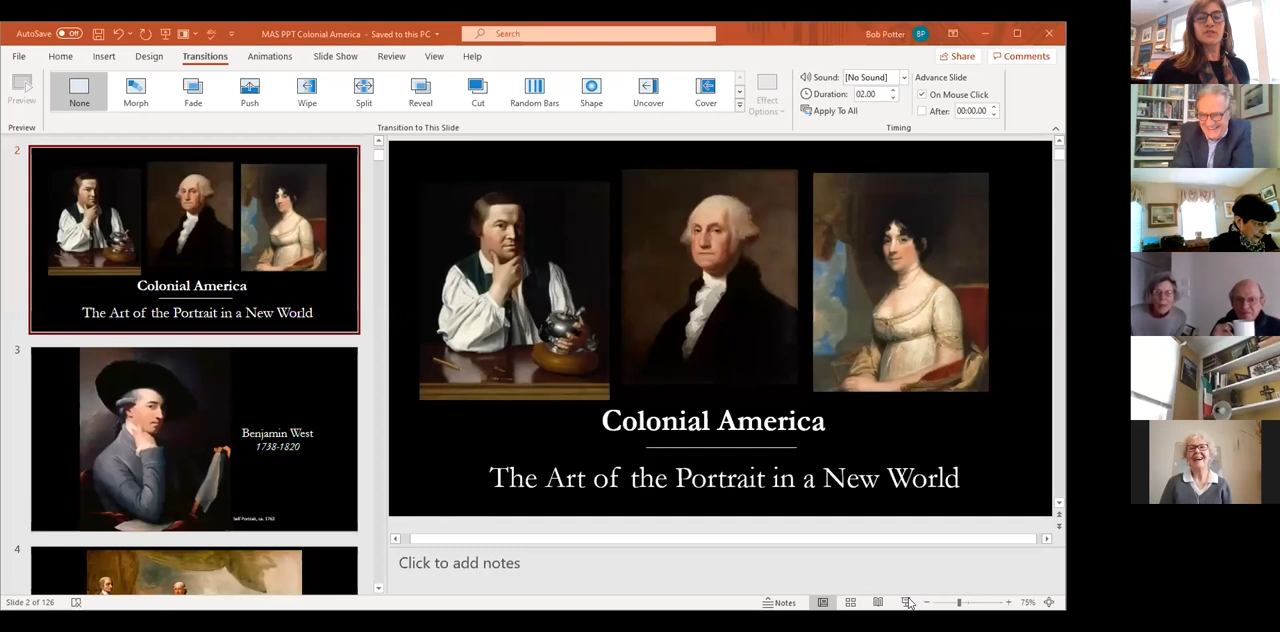 AutoSave Off
MAS PPT Colonial America - Saved to this PC
Search
Bob Potter BP
File Home Insert Design Transitions Animations Slide Show Review View Help
Share Comments
Preview
None Morph Fade Push Wipe Split Reveal Cut Random Bars Shape Uncover Cover
Effect
Options
Sound: [No Sound]
Duration: 02.00
Apply To All
Advance Slide
On Mouse Click
After: 00:00.00
Preview Transition to This Slide Timing
2
Colonial America
The Art of the Portrait in a New World
3
Benjamin West
1738-1820
Self Portrait, ca. 1763
4
Colonial America
The Art of the Portrait in a New World
Click to add notes
Slide 2 of 126
Notes
75%